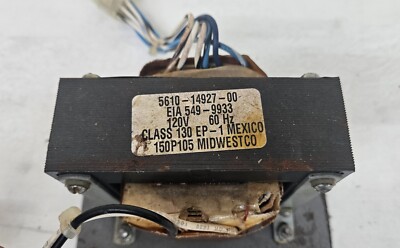 5610-14927-00
EIA 549-9933
120V 60 Hz
CLASS 130 EP-1 MEXICO
150P105 MIDWESTCO